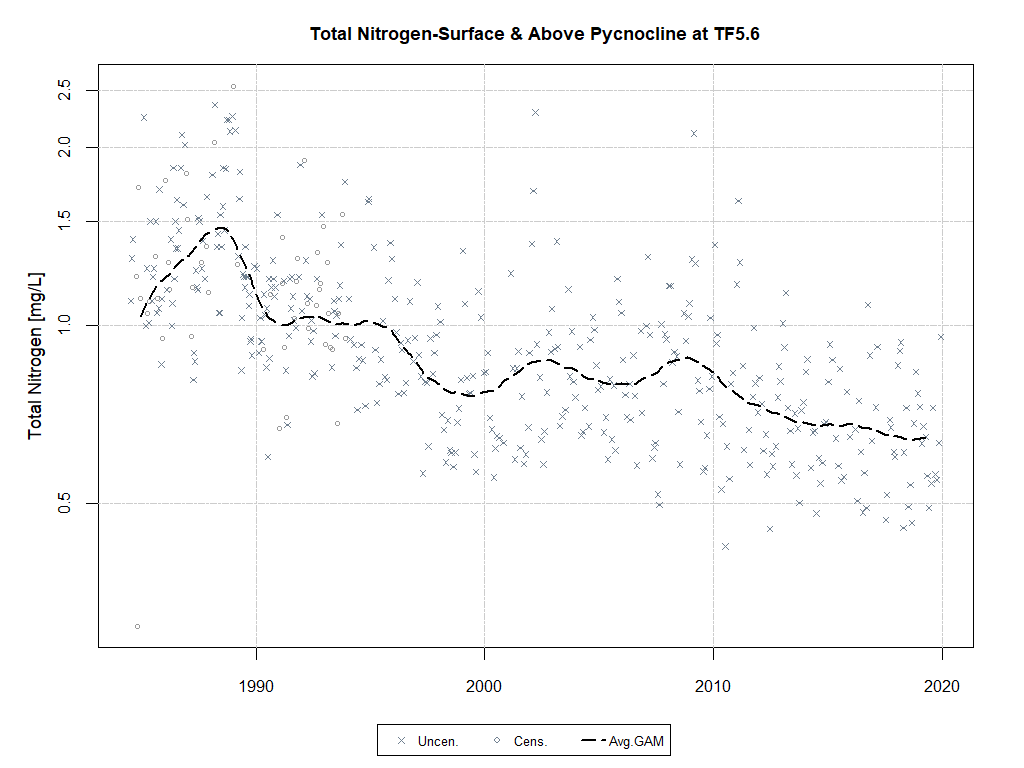 Total Nitrogen-Surface & Above Pycnocline at TF5.6
Total Nitrogen [mg/L]
2.5
2.0
1.5
1.0
0.5
1990 2000 2010 2020
Uncen. Cens. Avg.GAM